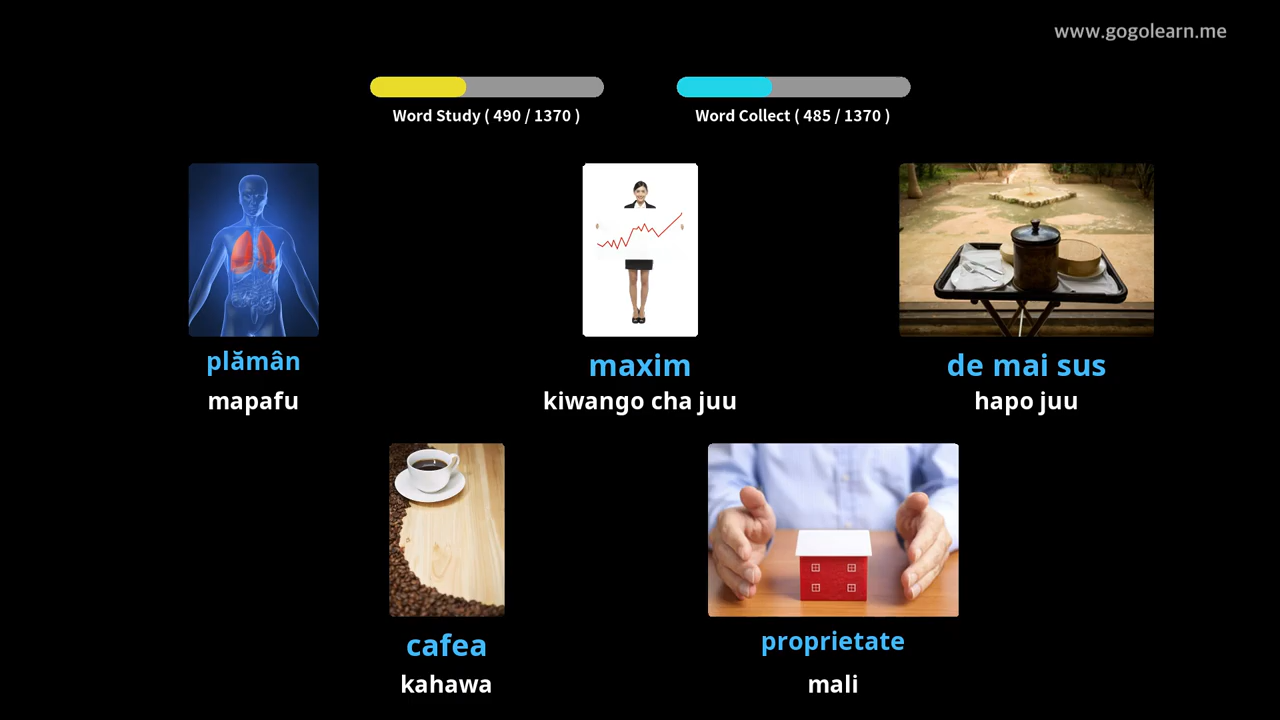 www.gogolearn.me
Word Study ( 490 / 1370 )
Word Collect ( 485 / 1370 )
plămân
mapafu
maxim
kiwango cha juu
de mai sus
hapo juu
cafea
kahawa
proprietate
mali